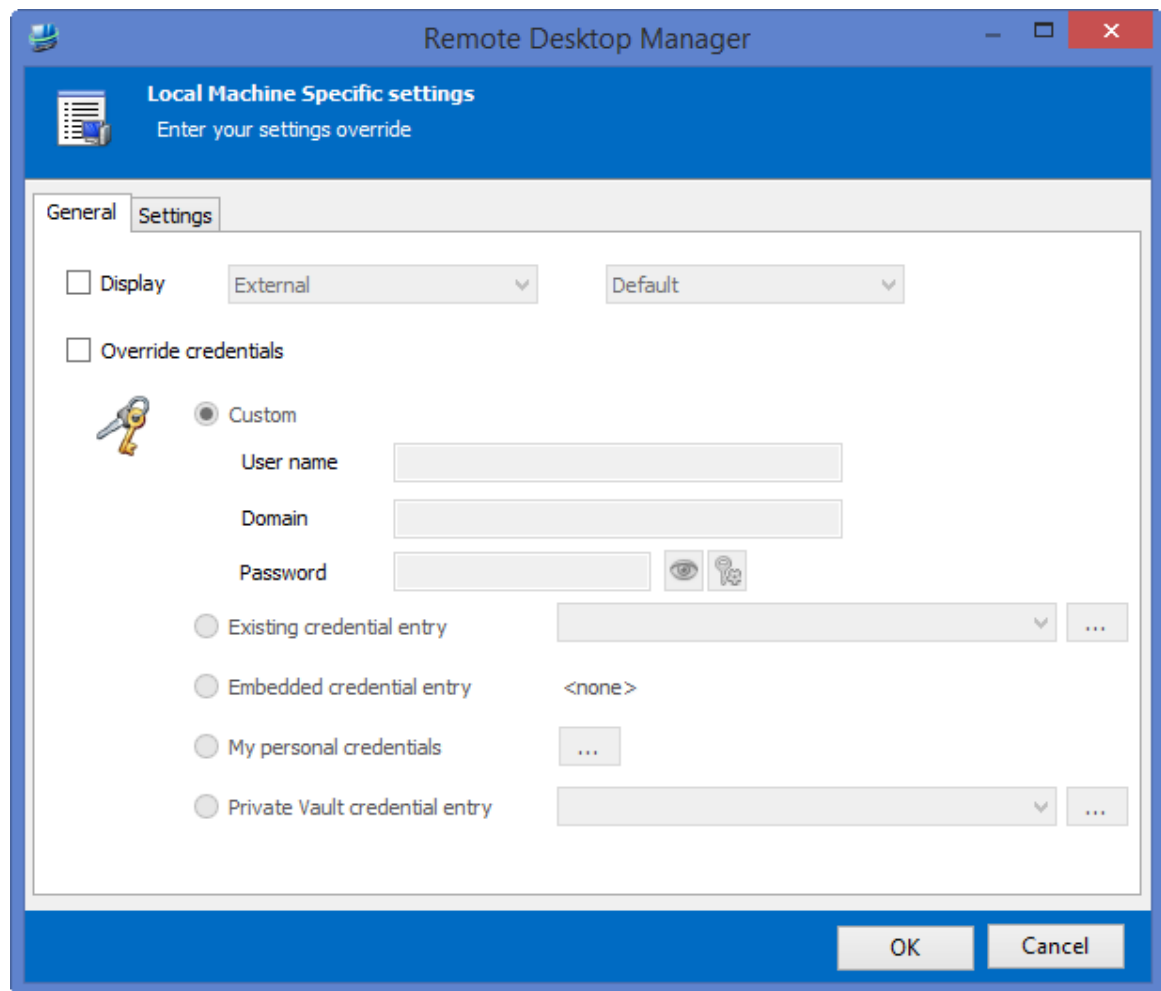 Remote Desktop Manager
Local Machine Specific settings
Enter your settings override
General Settings
Display External Default
Override credentials
Custom
User name
Domain
Password
Existing credential entry ...
Embedded credential entry <none>
My personal credentials ...
Private Vault credential entry ...
OK Cancel